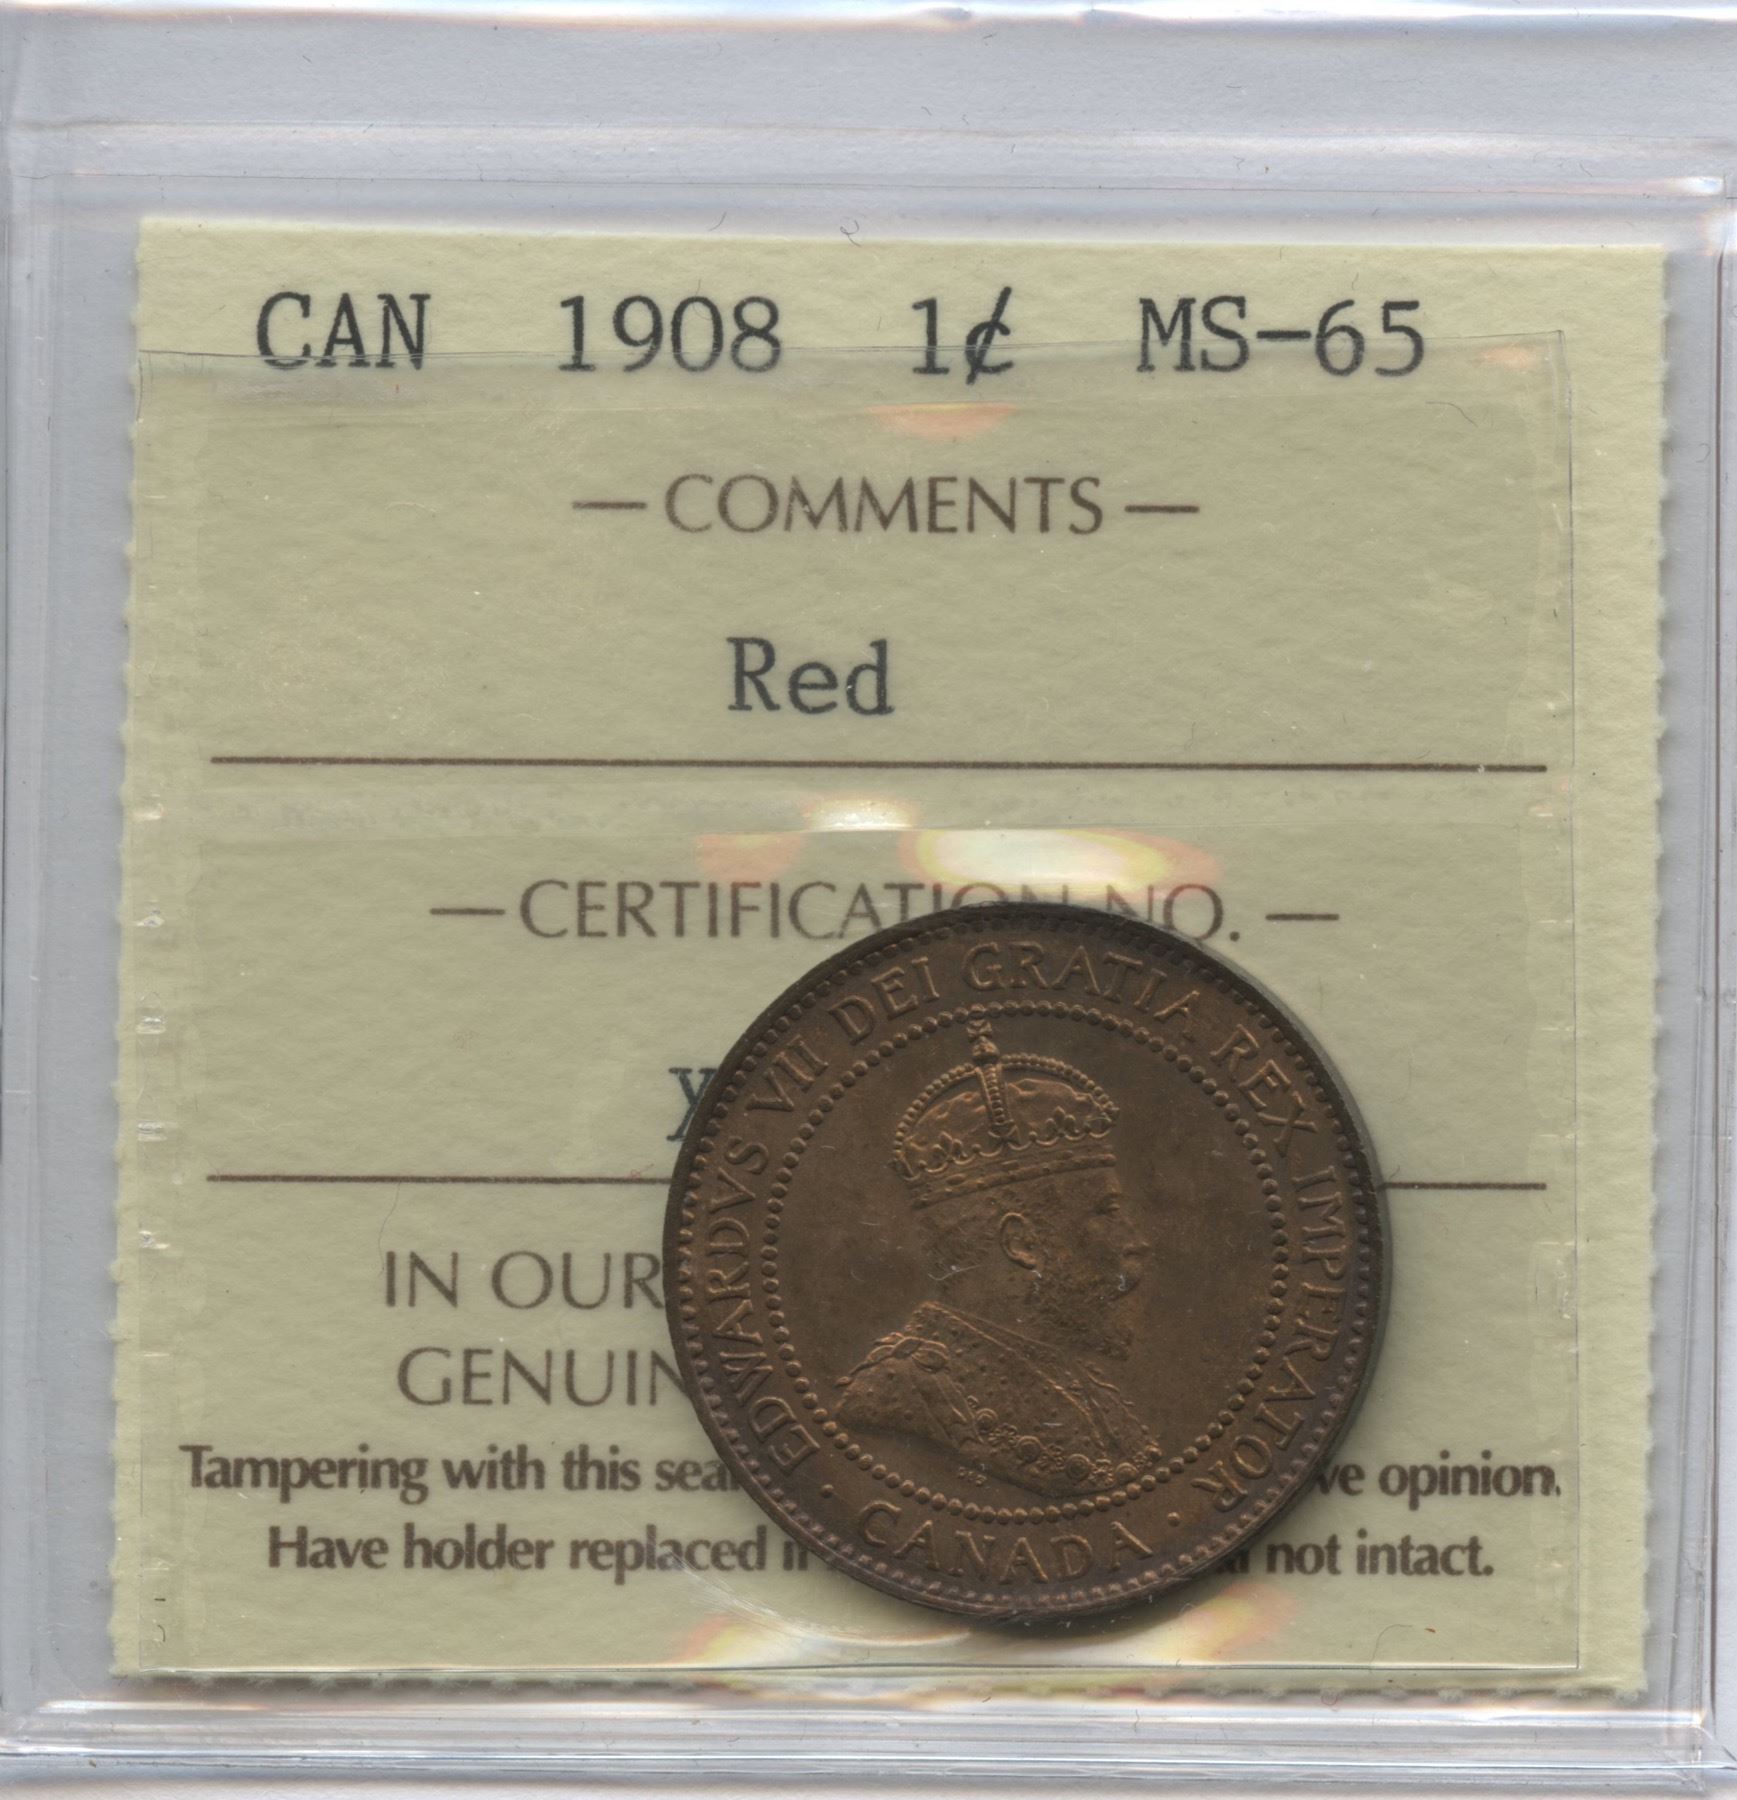 CAN 1908 1¢ MS-65
— COMMENTS —
Red
— CERTIFICATION NO. —
X
IN OUR
GENUIN
Tampering with this sea ve opinion.
Have holder replaced if not intact.
EDWARDVS VII DEI GRATIA REX IMPERATOR
· CANADA ·